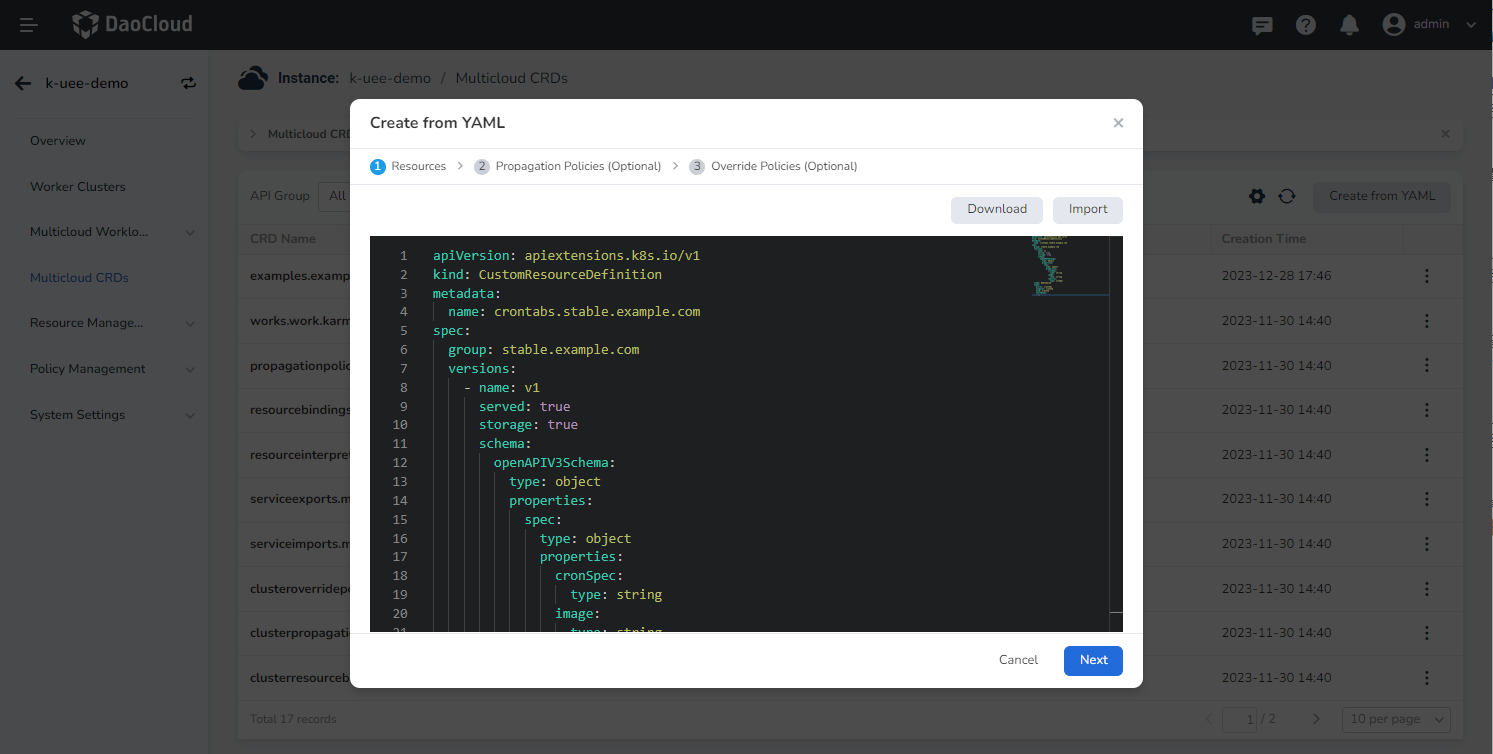 DaoCloud
admin
k-uee-demo
Instance: k-uee-demo / Multicloud CRDs
Overview
Worker Clusters
Multicloud Worklo...
Multicloud CRDs
Resource Manage...
Policy Management
System Settings
Multicloud CRD
API Group All
Create from YAML
CRD Name
Creation Time
examples.examp
2023-12-28 17:46
works.work.karm
2023-11-30 14:40
propagationpolic
2023-11-30 14:40
resourcebindings
2023-11-30 14:40
resourceinterpret
2023-11-30 14:40
serviceexports.m
2023-11-30 14:40
serviceimports.m
2023-11-30 14:40
clusteroverridepo
2023-11-30 14:40
clusterpropagati
2023-11-30 14:40
clusterresourceb
2023-11-30 14:40
Total 17 records
1 / 2
10 per page
Create from YAML
1 Resources > 2 Propagation Policies (Optional) > 3 Override Policies (Optional)
Download Import
1 apiVersion: apiextensions.k8s.io/v1
2 kind: CustomResourceDefinition
3 metadata:
4 name: crontabs.stable.example.com
5 spec:
6 group: stable.example.com
7 versions:
8 - name: v1
9 served: true
10 storage: true
11 schema:
12 openAPIV3Schema:
13 type: object
14 properties:
15 spec:
16 type: object
17 properties:
18 cronSpec:
19 type: string
20 image:
21 type: string
Cancel Next